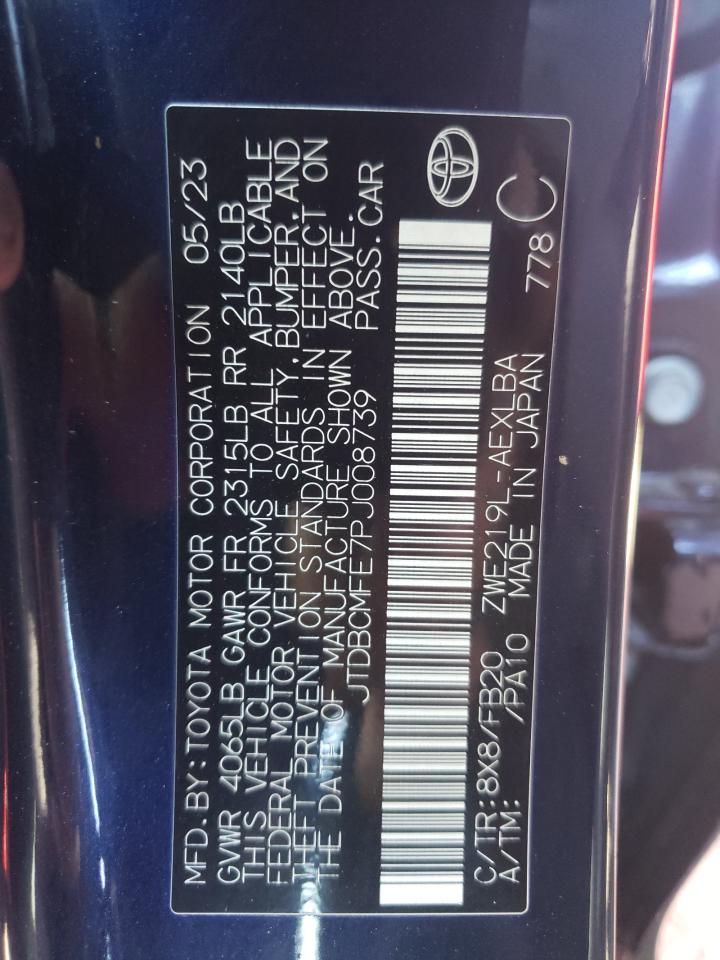 MFD.BY:TOYOTA MOTOR CORPORATION 05/23
GVWR 4065LB GAWR FR 2315LB RR 2140LB
THIS VEHICLE CONFORMS TO ALL APPLICABLE
FEDERAL MOTOR VEHICLE SAFETY,BUMPER,AND
THEFT PREVENTION STANDARDS IN EFFECT ON
THE DATE OF MANUFACTURE SHOWN ABOVE.
JTDBCMFE7PJ008739 PASS.CAR
C/TR:8X8/FB20 ZWE219L-AEXLBA
A/TM: /PA10 MADE IN JAPAN 778 C